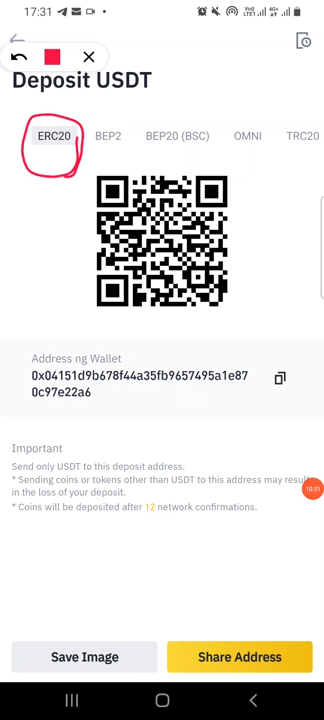 17:31
Deposit USDT
ERC20 BEP2 BEP20 (BSC) OMNI TRC20
Address ng Wallet
0x04151d9b678f44a35fb9657495a1e87
0c97e22a6
Important
Send only USDT to this deposit address.
* Sending coins or tokens other than USDT to this address may result
in the loss of your deposit.
* Coins will be deposited after 12 network confirmations.
10:31
Save Image Share Address